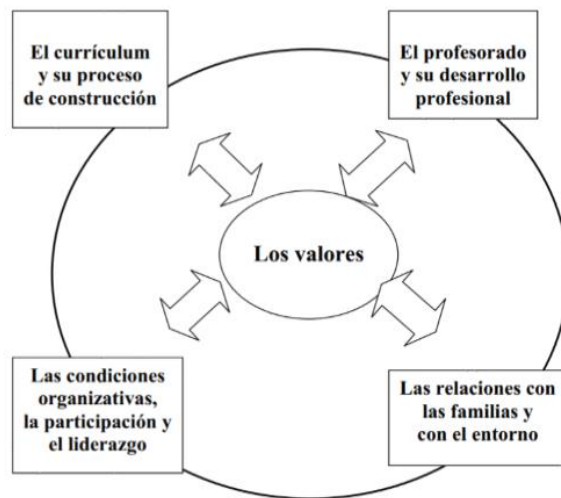 El currículum
y su proceso
de construcción
El profesorado
y su desarrollo
profesional
Los valores
Las condiciones
organizativas,
la participación y
el liderazgo
Las relaciones con
las familias y
con el entorno